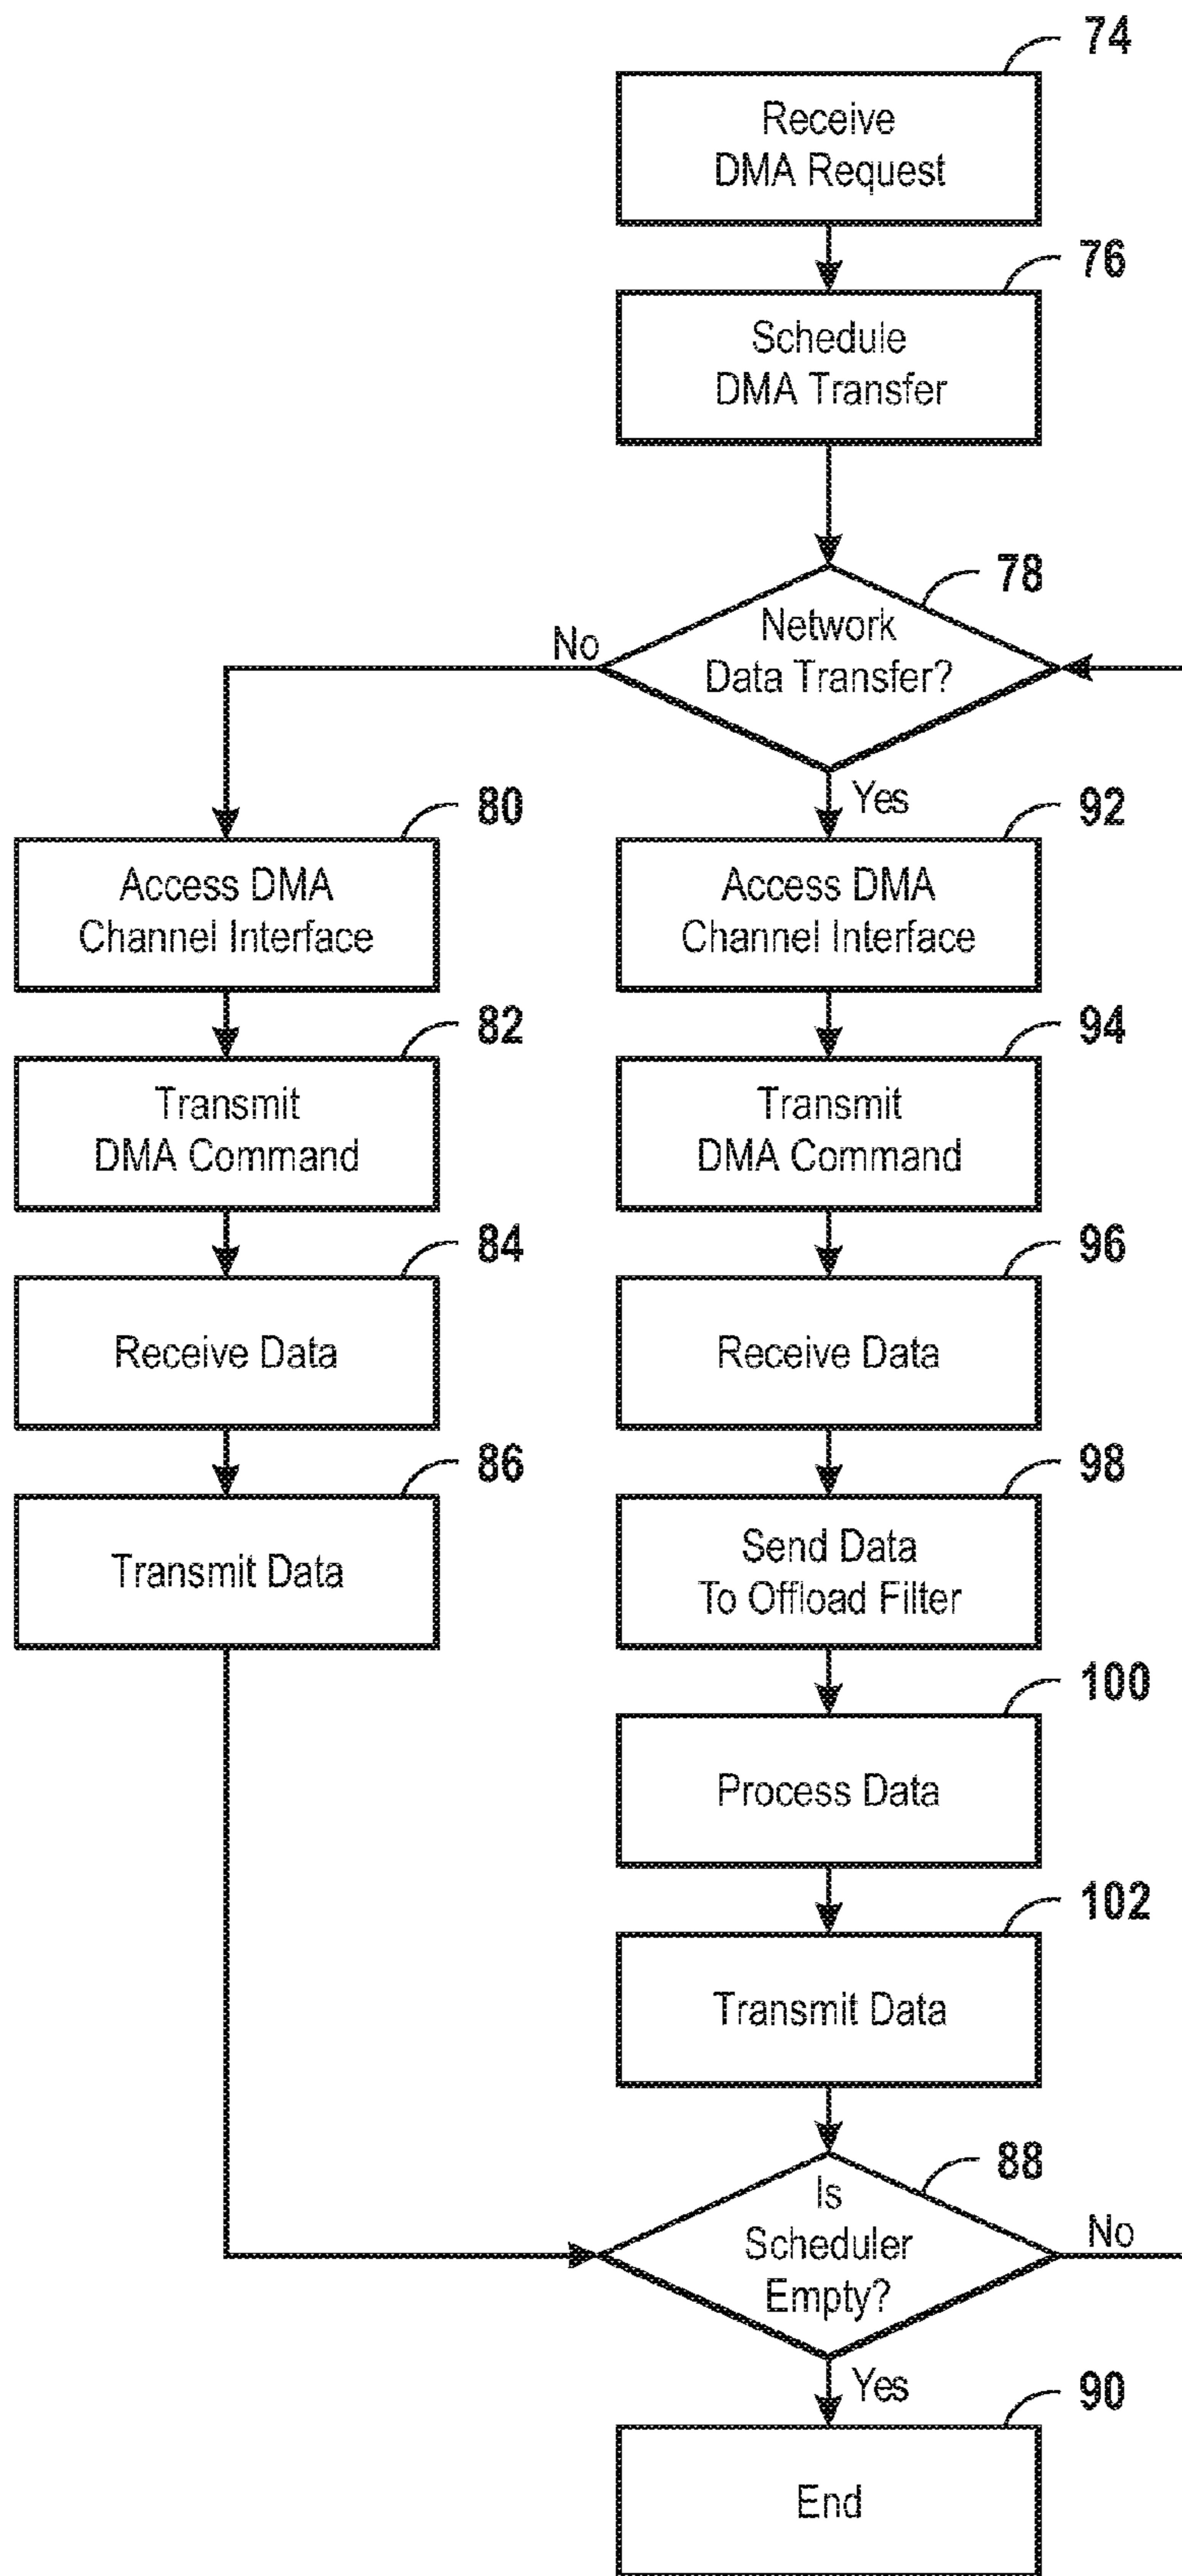 74
Receive
DMA Request
76
Schedule
DMA Transfer
78
Network
Data Transfer?
No
Yes
80
Access DMA
Channel Interface
92
Access DMA
Channel Interface
82
Transmit
DMA Command
94
Transmit
DMA Command
84
Receive Data
96
Receive Data
86
Transmit Data
98
Send Data
To Offload Filter
100
Process Data
102
Transmit Data
88
Is
Scheduler
Empty?
No
Yes
90
End